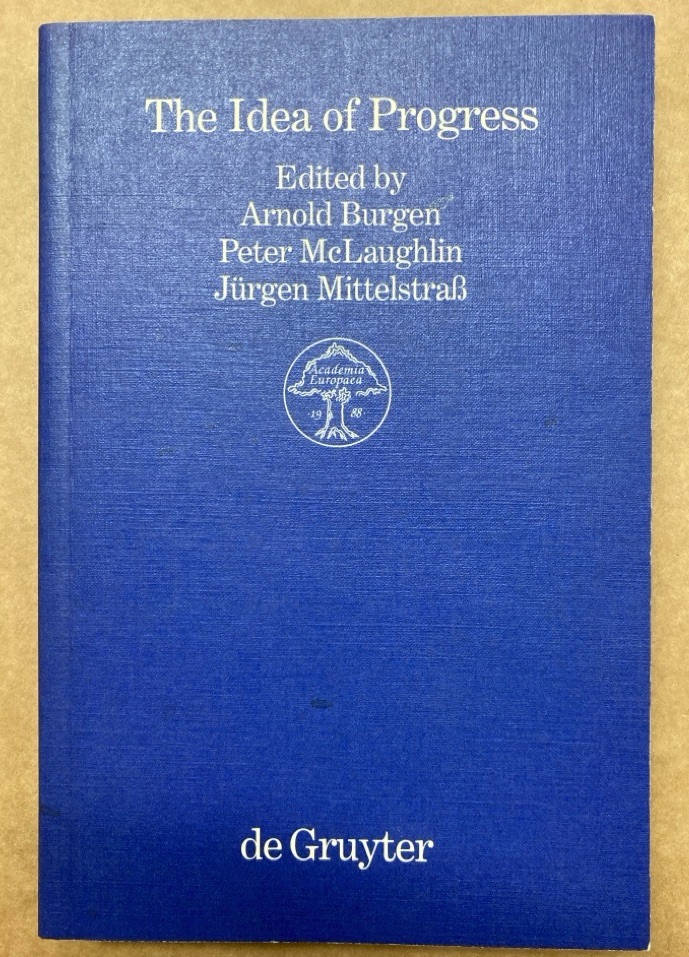 The Idea of Progress
Edited by
Arnold Burgen
Peter McLaughlin
Jürgen Mittelstraß
Academia
Europaea
·19 88·
de Gruyter